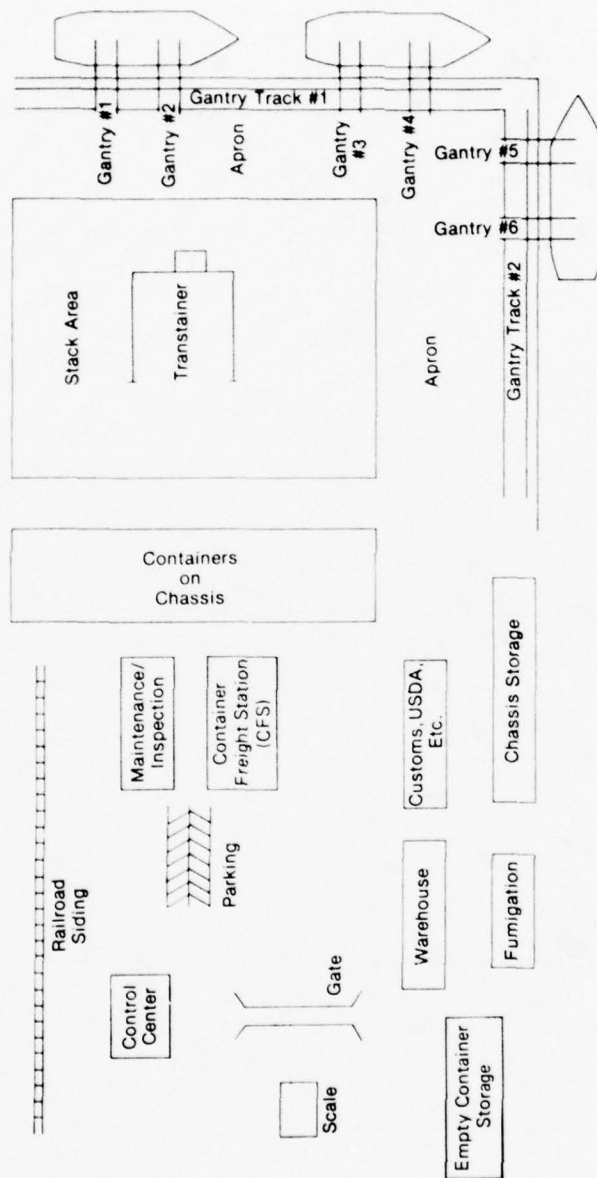 Gantry Track #1
Gantry #1
Gantry #2
Apron
Gantry
#3
Gantry #4
Gantry #5
Gantry #6
Gantry Track #2
Stack Area
Transtainer
Apron
Containers
on
Chassis
Railroad
Siding
Maintenance/
Inspection
Container
Freight Station
(CFS)
Customs, USDA,
Etc.
Chassis Storage
Parking
Warehouse
Fumigation
Control
Center
Gate
Scale
Empty Container
Storage